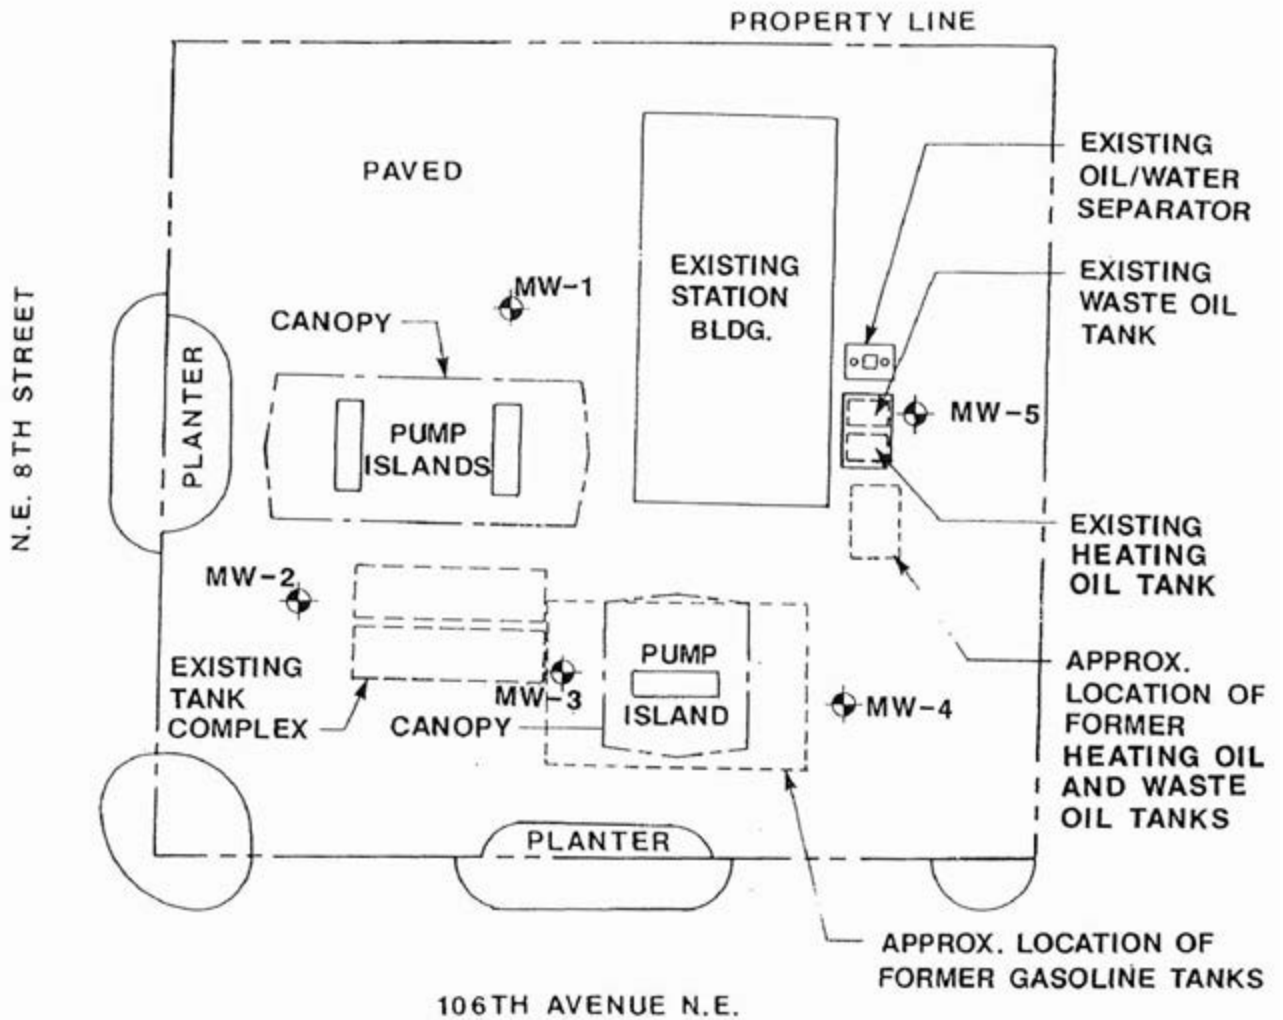 PROPERTY LINE
PAVED
EXISTING
OIL/WATER
SEPARATOR
EXISTING
STATION
BLDG.
EXISTING
WASTE OIL
TANK
MW-1
CANOPY
N.E. 8TH STREET
PLANTER
PUMP
ISLANDS
MW-5
EXISTING
HEATING
OIL TANK
MW-2
EXISTING
TANK
COMPLEX
MW-3
CANOPY
PUMP
ISLAND
MW-4
APPROX.
LOCATION OF
FORMER
HEATING OIL
AND WASTE
OIL TANKS
PLANTER
APPROX. LOCATION OF
FORMER GASOLINE TANKS
106TH AVENUE N.E.